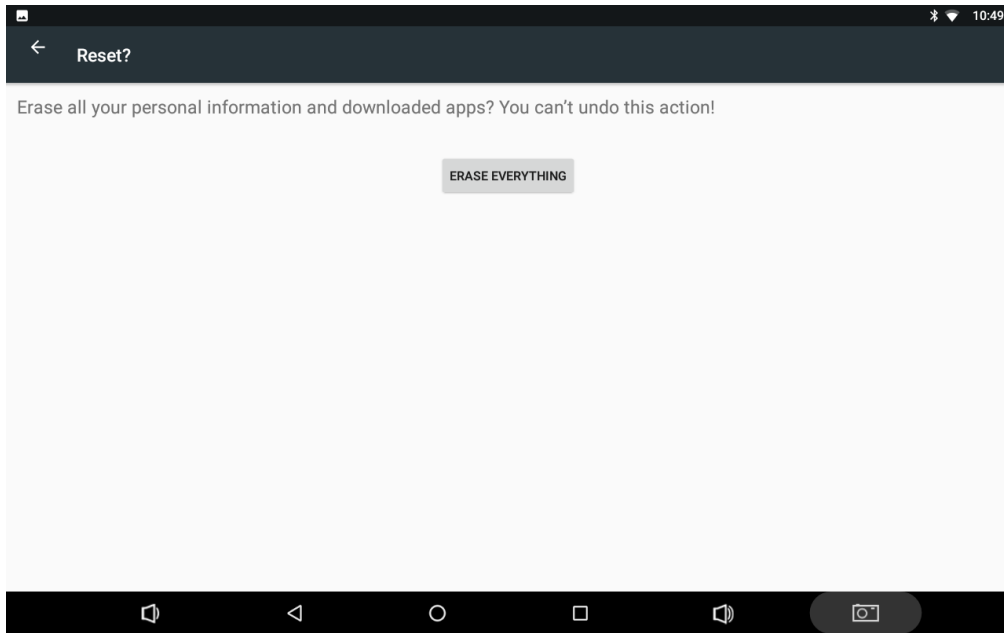 10:49
Reset?
Erase all your personal information and downloaded apps? You can't undo this action!
ERASE EVERYTHING